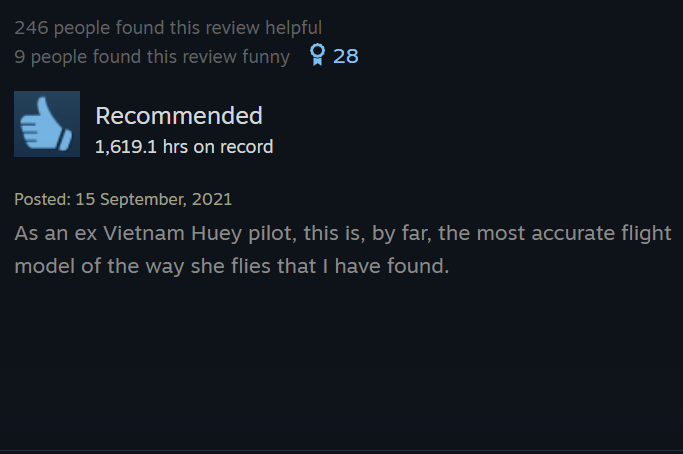 246 people found this review helpful
9 people found this review funny 28
Recommended
1,619.1 hrs on record
Posted: 15 September, 2021
As an ex Vietnam Huey pilot, this is, by far, the most accurate flight
model of the way she flies that I have found.